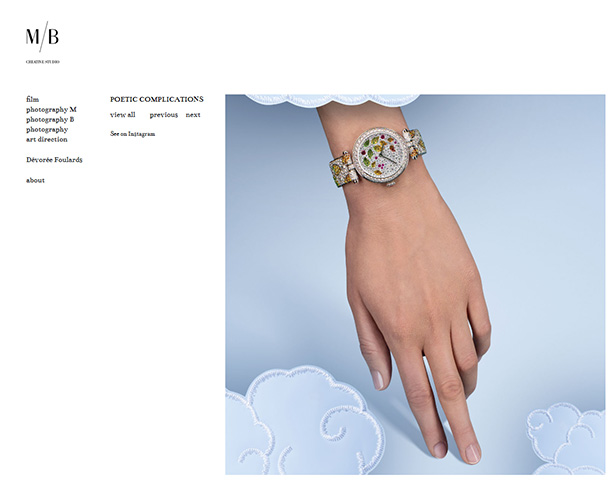 M/B
CREATIVE STUDIO
film
photography M
photography B
photography
art direction
Dévorée Foulards
about
POETIC COMPLICATIONS
view all previous next
See on Instagram